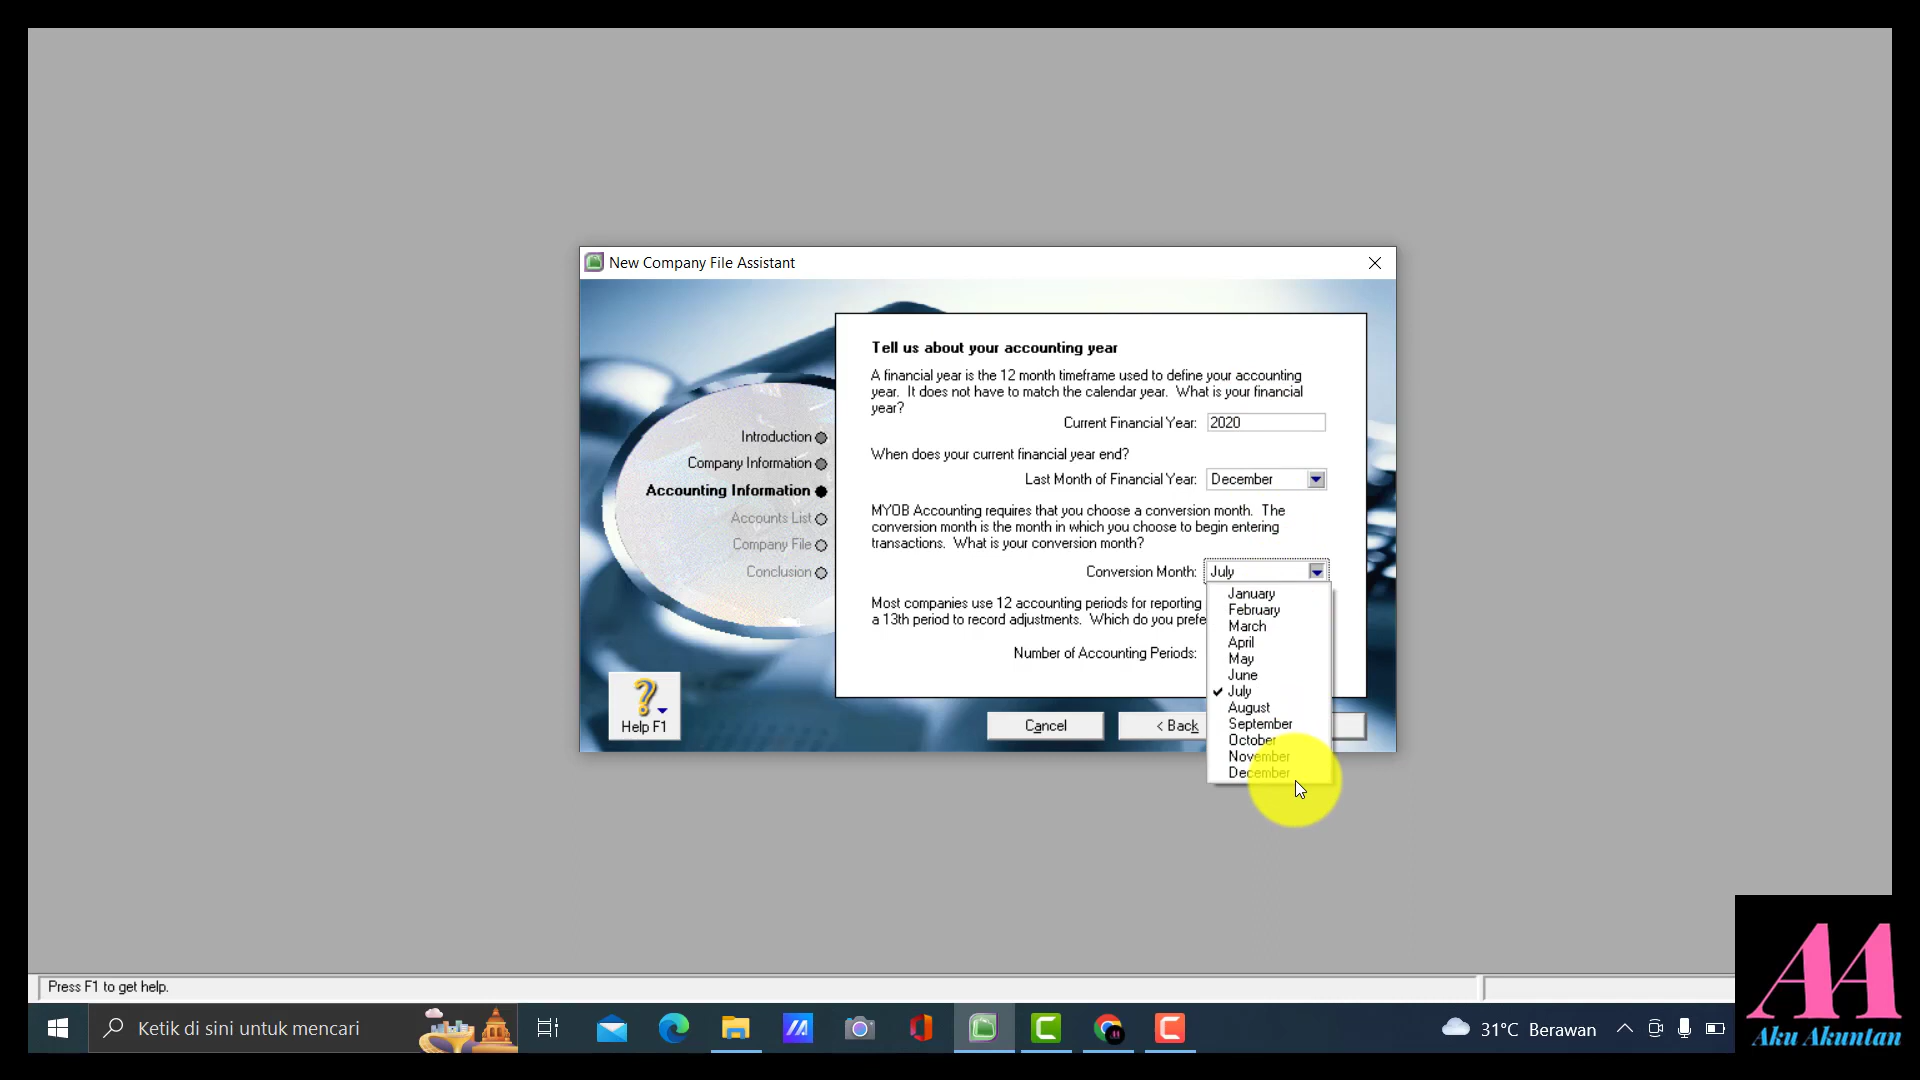 New Company File Assistant
Tell us about your accounting year
A financial year is the 12 month timeframe used to define your accounting
year. It does not have to match the calendar year. What is your financial
year?
Current Financial Year: 2020
When does your current financial year end?
Last Month of Financial Year: December
MYOB Accounting requires that you choose a conversion month. The
conversion month is the month in which you choose to begin entering
transactions. What is your conversion month?
Conversion Month: July
January
February
March
April
May
June
July
August
September
October
November
December
Most companies use 12 accounting periods for reporting
a 13th period to record adjustments. Which do you prefe
Number of Accounting Periods:
Introduction
Company Information
Accounting Information
Accounts List
Company File
Conclusion
Help F1
Cancel
< Back
Press F1 to get help.
Ketik di sini untuk mencari
31°C Berawan
AA
Aku Akuntan